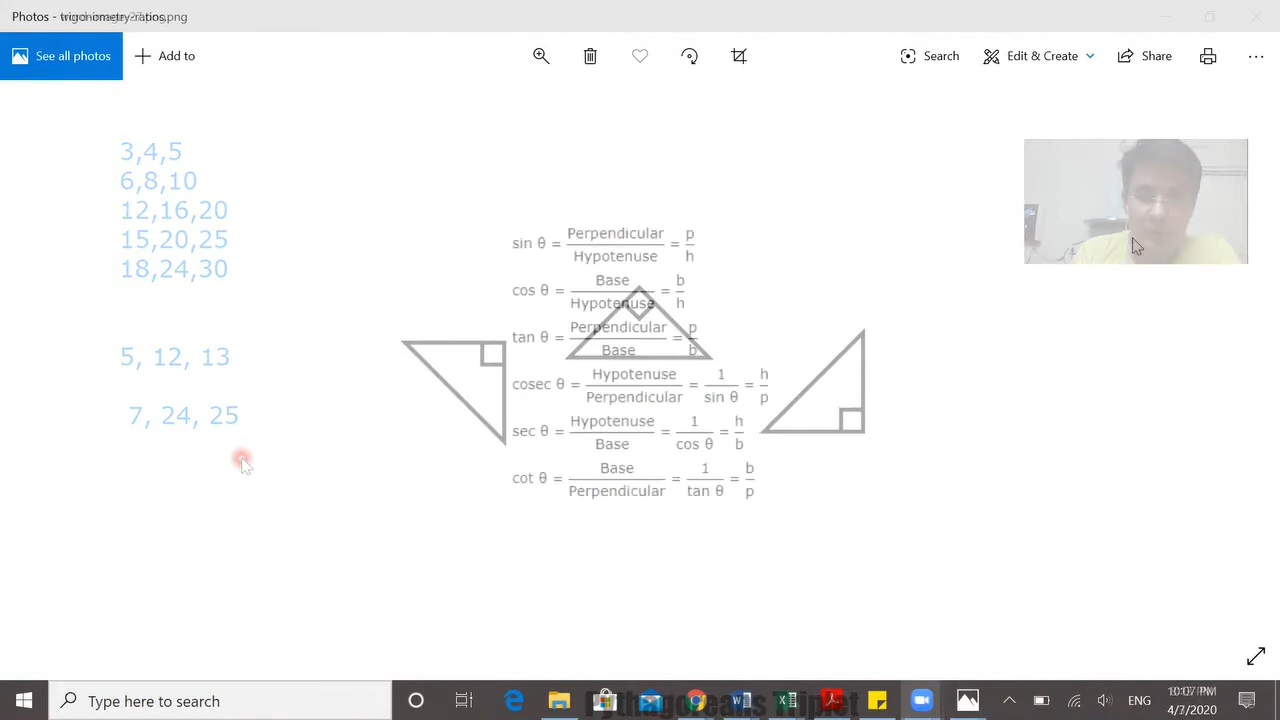 Photos - trigonometry-ratios.png
See all photos
Add to
Search
Edit & Create
Share
3,4,5
6,8,10
12,16,20
15,20,25
18,24,30
5, 12, 13
7, 24, 25
sin θ = Perpendicular / Hypotenuse = p / h
cos θ = Base / Hypotenuse = b / h
tan θ = Perpendicular / Base = p / b
cosec θ = Hypotenuse / Perpendicular = 1 / sin θ = h / p
sec θ = Hypotenuse / Base = 1 / cos θ = h / b
cot θ = Base / Perpendicular = 1 / tan θ = b / p
Pythagoreans Triplet
Type here to search
ENG
4/7/2020